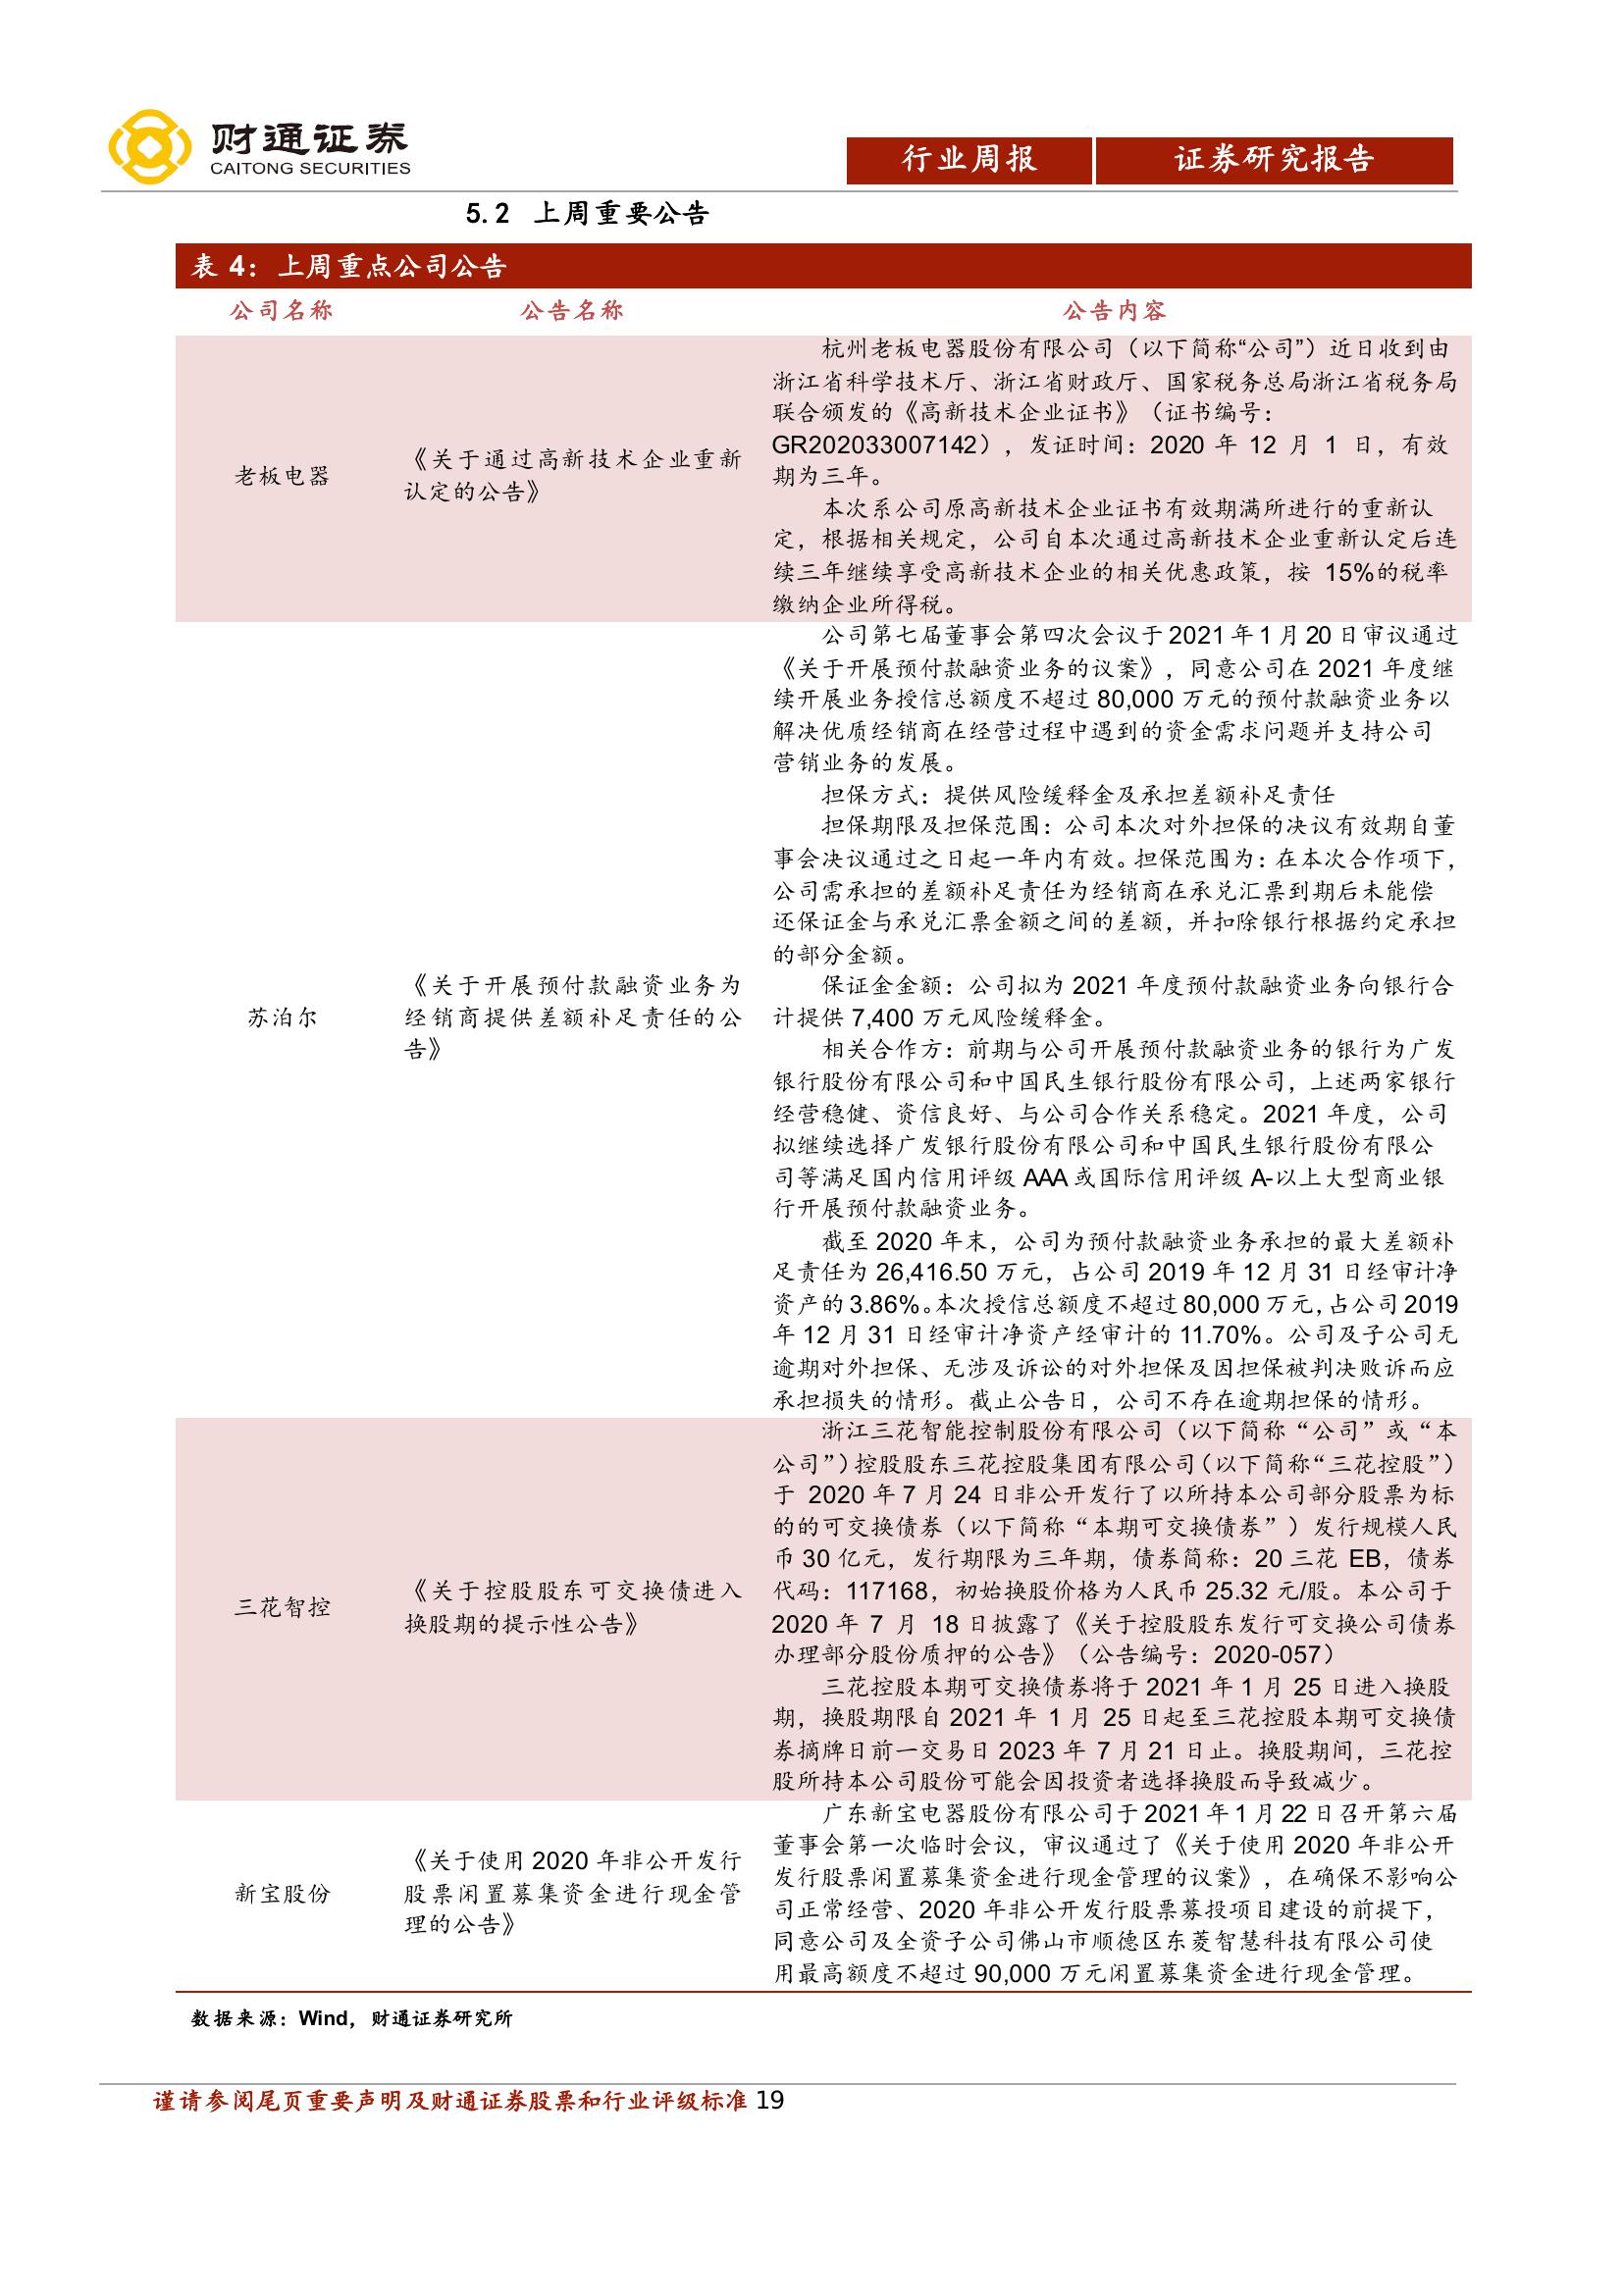 财通证券
CAITONG SECURITIES
行业周报
证券研究报告
5.2 上周重要公告
表 4：上周重点公司公告
公司名称
公告名称
公告内容
老板电器
《关于通过高新技术企业重新
认定的公告》
杭州老板电器股份有限公司（以下简称“公司”）近日收到由
浙江省科学技术厅、浙江省财政厅、国家税务总局浙江省税务局
联合颁发的《高新技术企业证书》（证书编号：
GR202033007142），发证时间：2020 年 12 月 1 日，有效
期为三年。
本次系公司原高新技术企业证书有效期满所进行的重新认
定，根据相关规定，公司自本次通过高新技术企业重新认定后连
续三年继续享受高新技术企业的相关优惠政策，按 15%的税率
缴纳企业所得税。
苏泊尔
《关于开展预付款融资业务为
经销商提供差额补足责任的公
告》
公司第七届董事会第四次会议于 2021 年 1 月 20 日审议通过
《关于开展预付款融资业务的议案》，同意公司在 2021 年度继
续开展业务授信总额度不超过 80,000 万元的预付款融资业务以
解决优质经销商在经营过程中遇到的资金需求问题并支持公司
营销业务的发展。
担保方式：提供风险缓释金及承担差额补足责任
担保期限及担保范围：公司本次对外担保的决议有效期自董
事会决议通过之日起一年内有效。担保范围为：在本次合作项下，
公司需承担的差额补足责任为经销商在承兑汇票到期后未能偿
还保证金与承兑汇票金额之间的差额，并扣除银行根据约定承担
的部分金额。
保证金金额：公司拟为 2021 年度预付款融资业务向银行合
计提供 7,400 万元风险缓释金。
相关合作方：前期与公司开展预付款融资业务的银行为广发
银行股份有限公司和中国民生银行股份有限公司，上述两家银行
经营稳健、资信良好、与公司合作关系稳定。2021 年度，公司
拟继续选择广发银行股份有限公司和中国民生银行股份有限公
司等满足国内信用评级 AAA 或国际信用评级 A-以上大型商业银
行开展预付款融资业务。
截至 2020 年末，公司为预付款融资业务承担的最大差额补
足责任为 26,416.50 万元，占公司 2019 年 12 月 31 日经审计净
资产的 3.86%。本次授信总额度不超过 80,000 万元，占公司 2019
年 12 月 31 日经审计净资产经审计的 11.70%。公司及子公司无
逾期对外担保、无涉及诉讼的对外担保及因担保被判决败诉而应
承担损失的情形。截止公告日，公司不存在逾期担保的情形。
三花智控
《关于控股股东可交换债进入
换股期的提示性公告》
浙江三花智能控制股份有限公司（以下简称“公司”或“本
公司”）控股股东三花控股集团有限公司（以下简称“三花控股”）
于 2020 年 7 月 24 日非公开发行了以所持本公司部分股票为标
的的可交换债券（以下简称“本期可交换债券”）发行规模人民
币 30 亿元，发行期限为三年期，债券简称：20 三花 EB，债券
代码：117168，初始换股价格为人民币 25.32 元/股。本公司于
2020 年 7 月 18 日披露了《关于控股股东发行可交换公司债券
办理部分股份质押的公告》（公告编号：2020-057）
三花控股本期可交换债券将于 2021 年 1 月 25 日进入换股
期，换股期限自 2021 年 1 月 25 日起至三花控股本期可交换债
券摘牌日前一交易日 2023 年 7 月 21 日止。换股期间，三花控
股所持本公司股份可能会因投资者选择换股而导致减少。
新宝股份
《关于使用 2020 年非公开发行
股票闲置募集资金进行现金管
理的公告》
广东新宝电器股份有限公司于 2021 年 1 月 22 日召开第六届
董事会第一次临时会议，审议通过了《关于使用 2020 年非公开
发行股票闲置募集资金进行现金管理的议案》，在确保不影响公
司正常经营、2020 年非公开发行股票募投项目建设的前提下，
同意公司及全资子公司佛山市顺德区东菱智慧科技有限公司使
用最高额度不超过 90,000 万元闲置募集资金进行现金管理。
数据来源：Wind，财通证券研究所
谨请参阅尾页重要声明及财通证券股票和行业评级标准 19